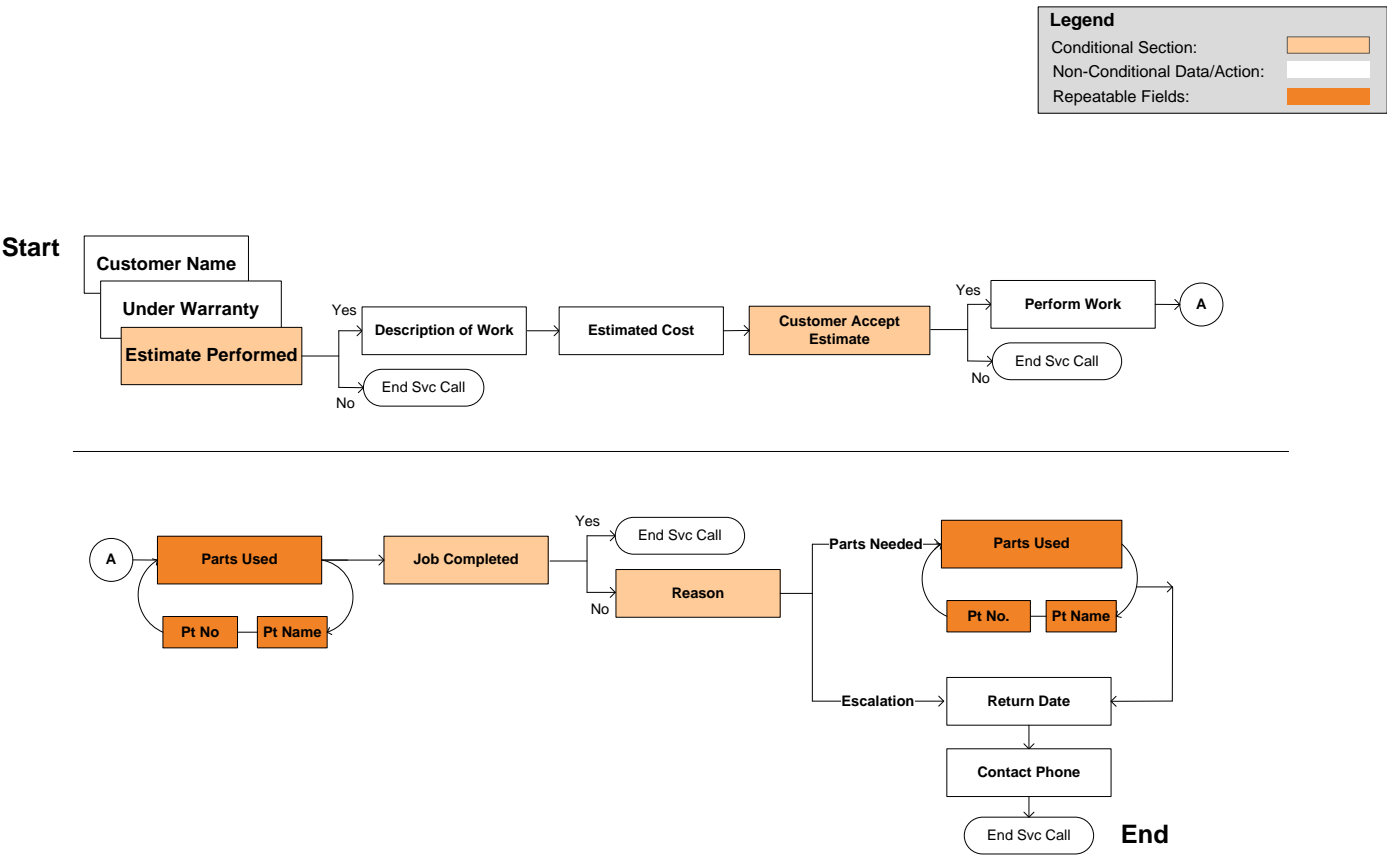 Legend
Conditional Section:
Non-Conditional Data/Action:
Repeatable Fields:
Start
Customer Name
Under Warranty
Estimate Performed
Yes
No
Description of Work
End Svc Call
Estimated Cost
Customer Accept
Estimate
Yes
No
Perform Work
End Svc Call
A
A
Parts Used
Pt No
Pt Name
Job Completed
Yes
No
End Svc Call
Reason
Parts Needed
Parts Used
Pt No.
Pt Name
Escalation
Return Date
Contact Phone
End Svc Call
End